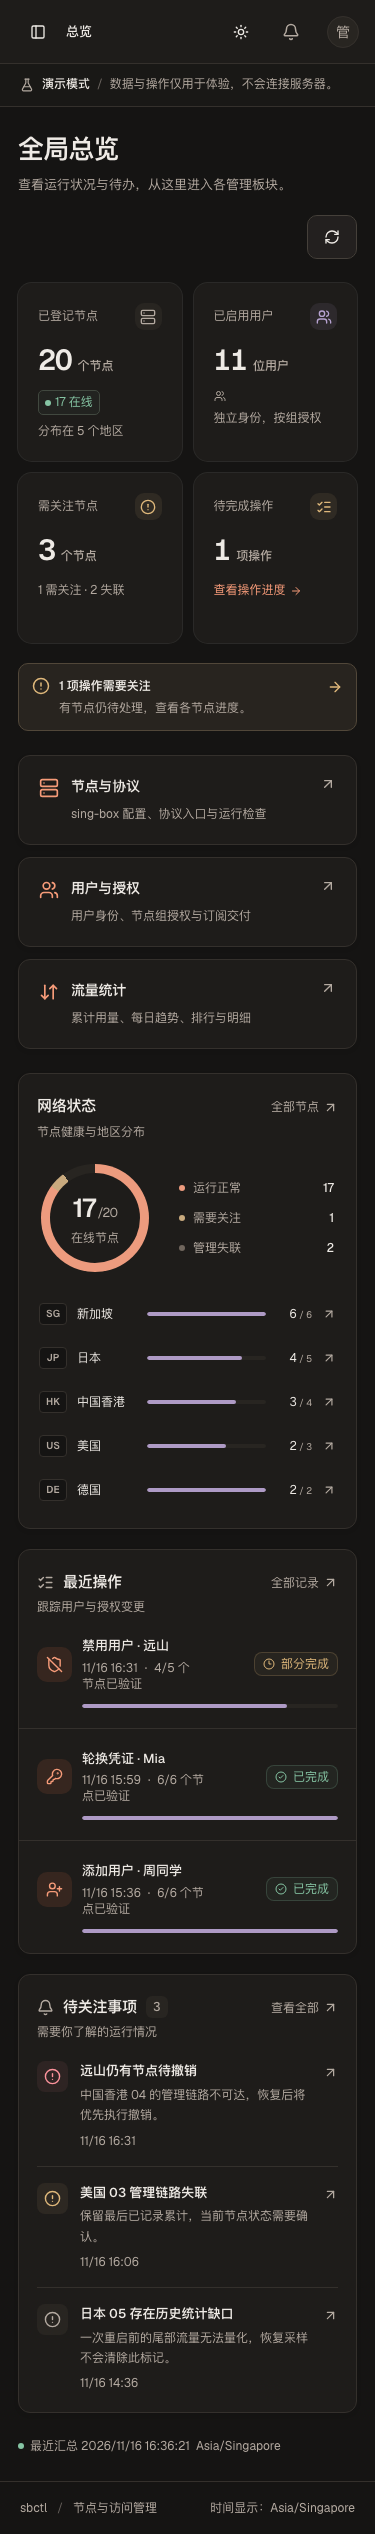 总览
管
演示模式 / 数据与操作仅用于体验，不会连接服务器。
全局总览
查看运行状况与待办，从这里进入各管理板块。
已登记节点
20 个节点
17 在线
分布在 5 个地区
已启用用户
11 位用户
独立身份，按组授权
需关注节点
3 个节点
1 需关注 · 2 失联
待完成操作
1 项操作
查看操作进度
1 项操作需要关注
有节点仍待处理，查看各节点进度。
节点与协议
sing-box 配置、协议入口与运行检查
用户与授权
用户身份、节点组授权与订阅交付
流量统计
累计用量、每日趋势、排行与明细
网络状态
全部节点
节点健康与地区分布
17/20
在线节点
运行正常 17
需要关注 1
管理失联 2
SG 新加坡 6 / 6
JP 日本 4 / 5
HK 中国香港 3 / 4
US 美国 2 / 3
DE 德国 2 / 2
最近操作
全部记录
跟踪用户与授权变更
禁用用户 · 远山
11/16 16:31 · 4/5 个
节点已验证
部分完成
轮换凭证 · Mia
11/16 15:59 · 6/6 个节
点已验证
已完成
添加用户 · 周同学
11/16 15:36 · 6/6 个节
点已验证
已完成
待关注事项 3
查看全部
需要你了解的运行情况
远山仍有节点待撤销
中国香港 04 的管理链路不可达，恢复后将
优先执行撤销。
11/16 16:31
美国 03 管理链路失联
保留最后已记录累计，当前节点状态需要确
认。
11/16 16:06
日本 05 存在历史统计缺口
一次重启前的尾部流量无法量化，恢复采样
不会清除此标记。
11/16 14:36
最近汇总 2026/11/16 16:36:21 Asia/Singapore
sbctl / 节点与访问管理
时间显示：Asia/Singapore